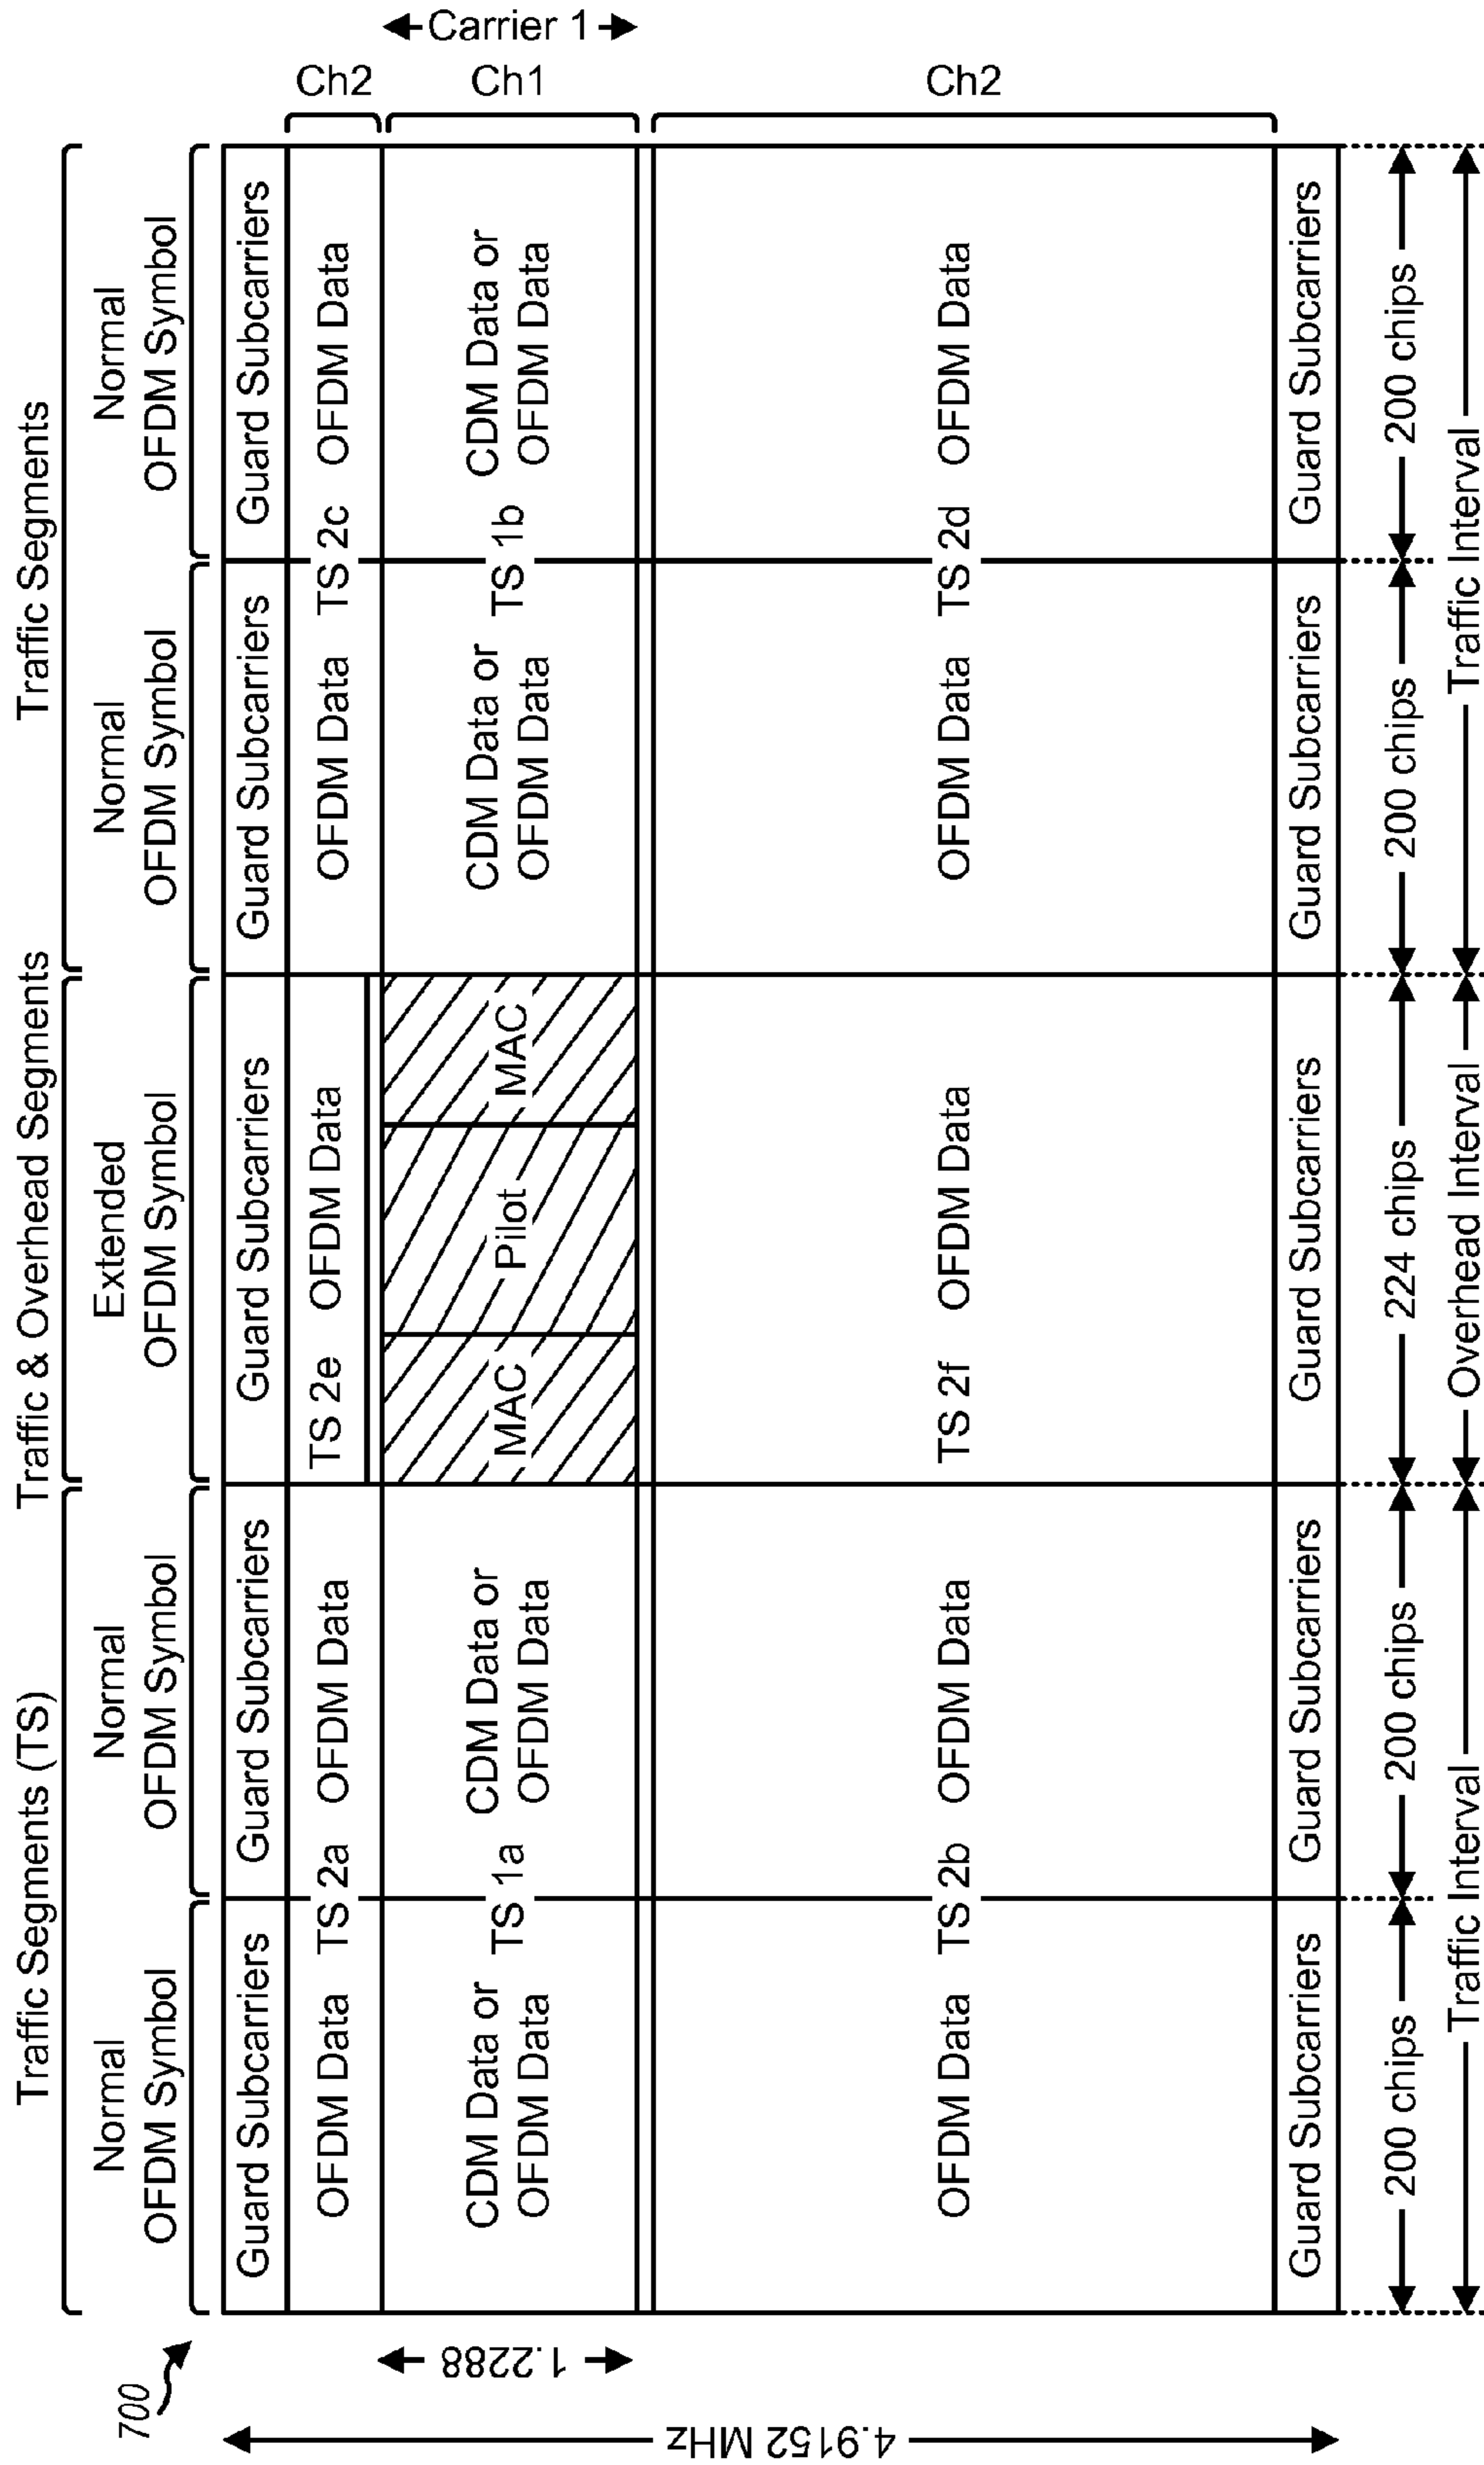 700
Traffic Segments (TS)
Traffic & Overhead Segments
Traffic Segments
Normal
OFDM Symbol
Normal
OFDM Symbol
Extended
OFDM Symbol
Normal
OFDM Symbol
Normal
OFDM Symbol
Guard Subcarriers
Guard Subcarriers
Guard Subcarriers
Guard Subcarriers
Guard Subcarriers
OFDM Data
TS 2a
OFDM Data
TS 2e
OFDM Data
OFDM Data
TS 2c
OFDM Data
Ch2
CDM Data or
OFDM Data
TS 1a
CDM Data or
OFDM Data
MAC
Pilot
MAC
CDM Data or
OFDM Data
TS 1b
CDM Data or
OFDM Data
Ch1
Carrier 1
1.2288
4.9152 MHz
OFDM Data
TS 2b
OFDM Data
TS 2f
OFDM Data
OFDM Data
TS 2d
OFDM Data
Ch2
Guard Subcarriers
Guard Subcarriers
Guard Subcarriers
Guard Subcarriers
Guard Subcarriers
200 chips
200 chips
224 chips
200 chips
200 chips
Traffic Interval
Overhead Interval
Traffic Interval